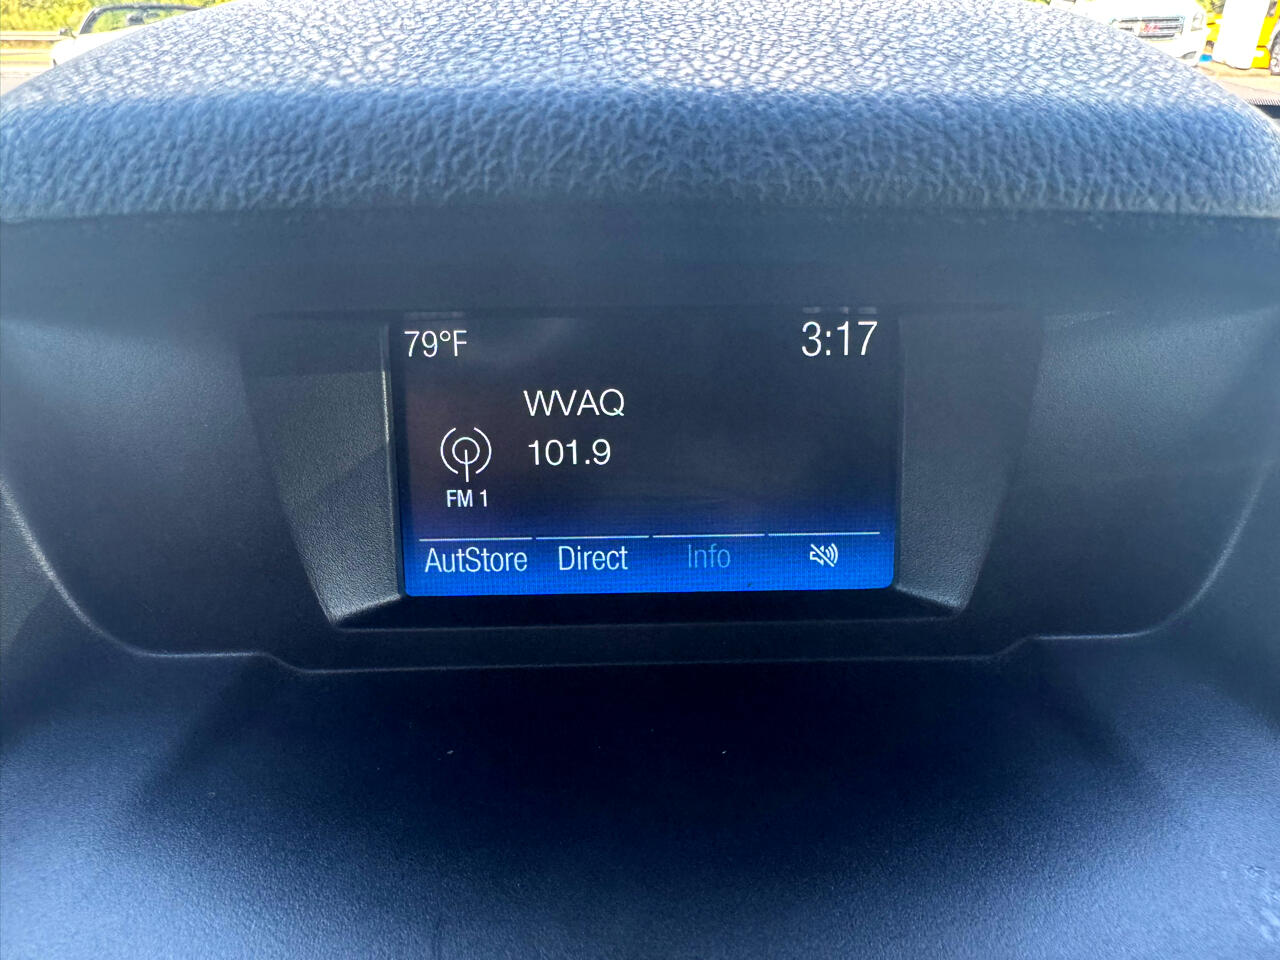 79°F 3:17
WVAQ
101.9
FM 1
AutStore Direct Info